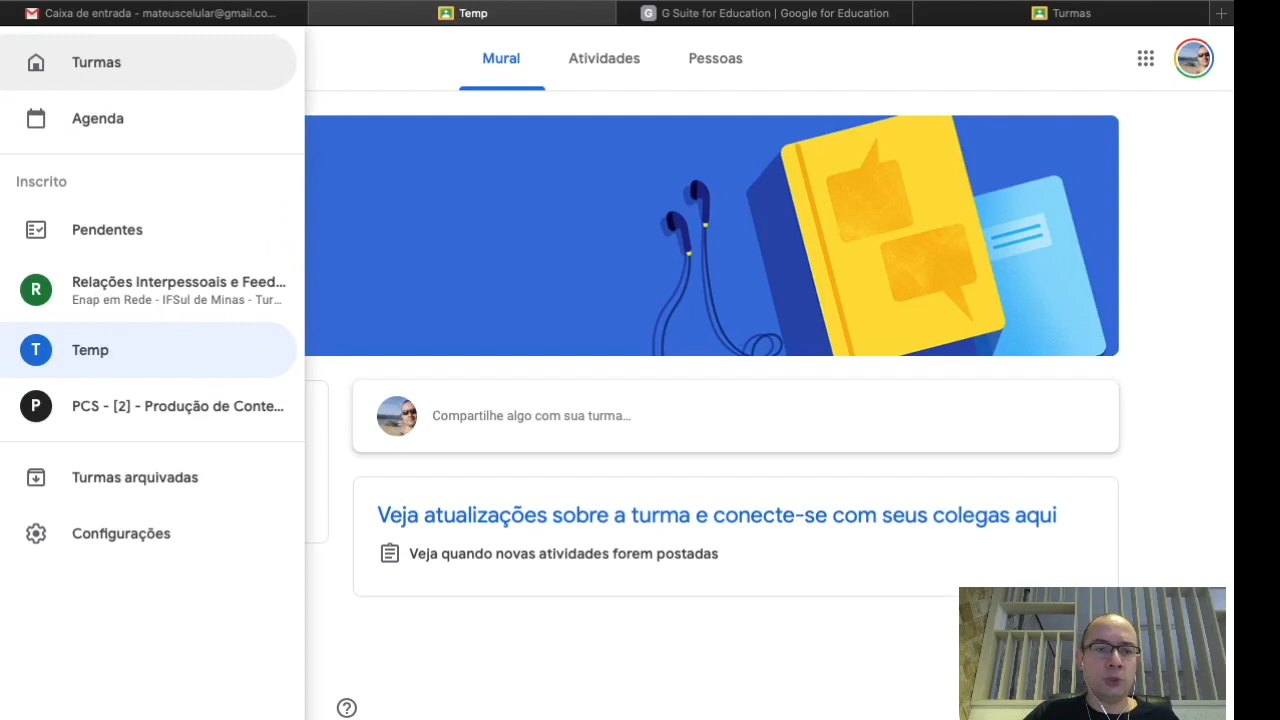 Caixa de entrada - mateuscelular@gmail.co...
Temp
G Suite for Education | Google for Education
Turmas
Turmas
Agenda
Inscrito
Pendentes
R
Relações Interpessoais e Feed...
Enap em Rede - IFSul de Minas - Tur...
T
Temp
P
PCS - [2] - Produção de Conte...
Turmas arquivadas
Configurações
Mural
Atividades
Pessoas
Compartilhe algo com sua turma...
Veja atualizações sobre a turma e conecte-se com seus colegas aqui
Veja quando novas atividades forem postadas